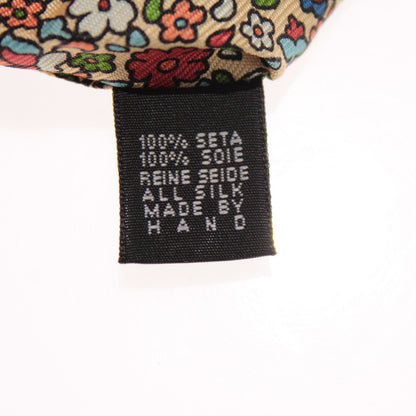 100% SETA
100% SOIE
REINE SEIDE
ALL SILK
MADE BY
HAND